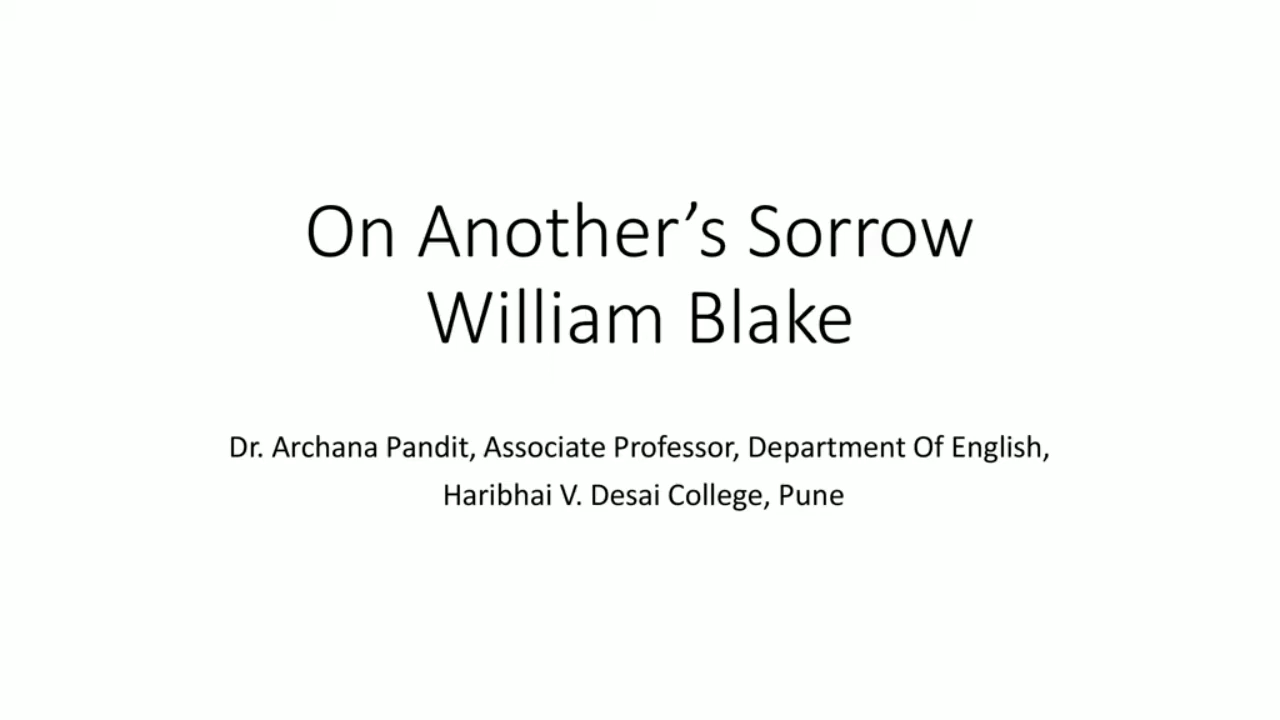 On Another’s Sorrow
William Blake
Dr. Archana Pandit, Associate Professor, Department Of English,
Haribhai V. Desai College, Pune